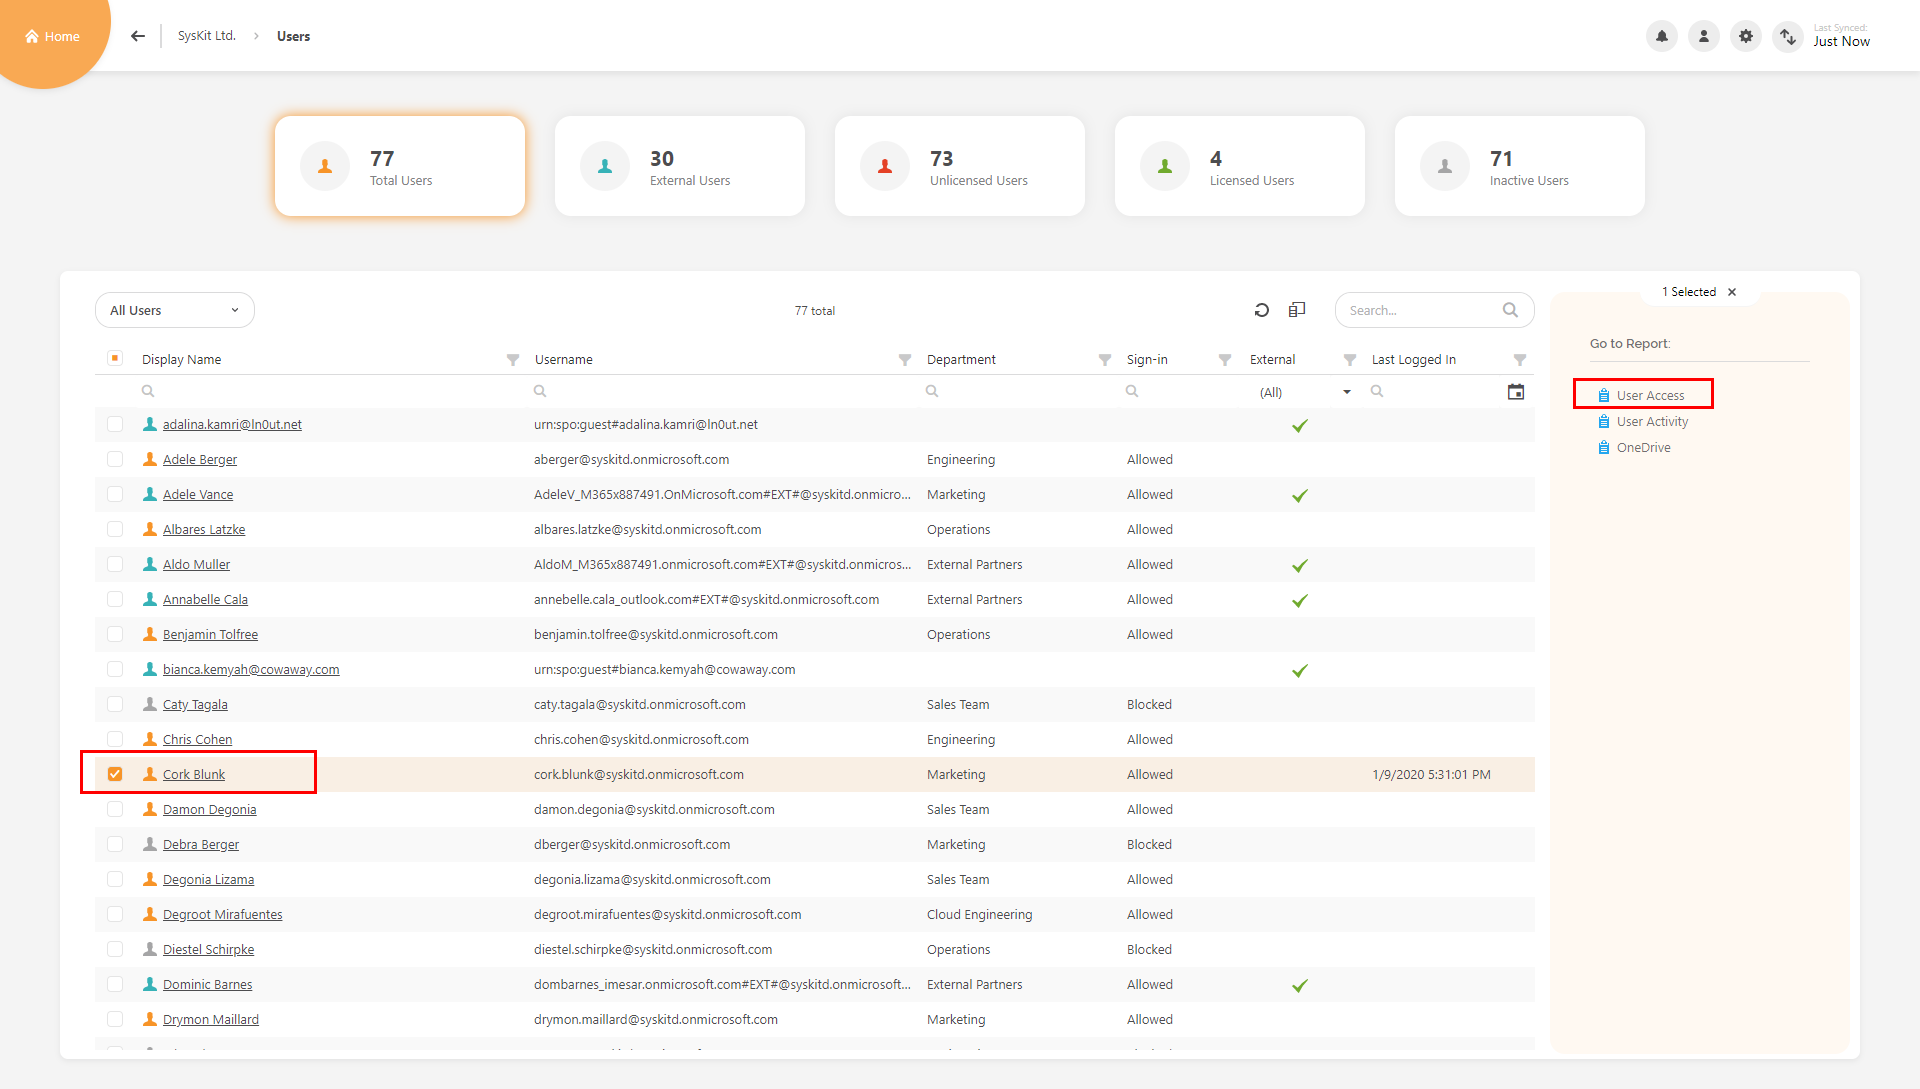 Home
SysKit Ltd. > Users
Last Synced:
Just Now
77
Total Users
30
External Users
73
Unlicensed Users
4
Licensed Users
71
Inactive Users
All Users
77 total
Search...
1 Selected
Go to Report:
User Access
User Activity
OneDrive
Display Name Username Department Sign-in External Last Logged In
(All)
adalina.kamri@ln0ut.net urn:spo:guest#adalina.kamri@ln0ut.net
Adele Berger aberger@syskitd.onmicrosoft.com Engineering Allowed
Adele Vance AdeleV_M365x887491.OnMicrosoft.com#EXT#@syskitd.onmicro... Marketing Allowed
Albares Latzke albares.latzke@syskitd.onmicrosoft.com Operations Allowed
Aldo Muller AldoM_M365x887491.onmicrosoft.com#EXT#@syskitd.onmicros... External Partners Allowed
Annabelle Cala annebelle.cala_outlook.com#EXT#@syskitd.onmicrosoft.com External Partners Allowed
Benjamin Tolfree benjamin.tolfree@syskitd.onmicrosoft.com Operations Allowed
bianca.kemyah@cowaway.com urn:spo:guest#bianca.kemyah@cowaway.com
Caty Tagala caty.tagala@syskitd.onmicrosoft.com Sales Team Blocked
Chris Cohen chris.cohen@syskitd.onmicrosoft.com Engineering Allowed
Cork Blunk cork.blunk@syskitd.onmicrosoft.com Marketing Allowed 1/9/2020 5:31:01 PM
Damon Degonia damon.degonia@syskitd.onmicrosoft.com Sales Team Allowed
Debra Berger dberger@syskitd.onmicrosoft.com Marketing Blocked
Degonia Lizama degonia.lizama@syskitd.onmicrosoft.com Sales Team Allowed
Degroot Mirafuentes degroot.mirafuentes@syskitd.onmicrosoft.com Cloud Engineering Allowed
Diestel Schirpke diestel.schirpke@syskitd.onmicrosoft.com Operations Blocked
Dominic Barnes dombarnes_imesar.onmicrosoft.com#EXT#@syskitd.onmicrosoft... External Partners Allowed
Drymon Maillard drymon.maillard@syskitd.onmicrosoft.com Marketing Allowed